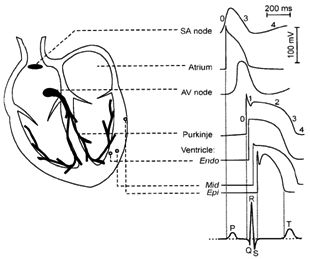 200 ms
0 3 4
100 mV
SA node
Atrium
AV node
2
0 3
Purkinje
4
Ventricle:
Endo
Mid
Epi
R
P T
Q S